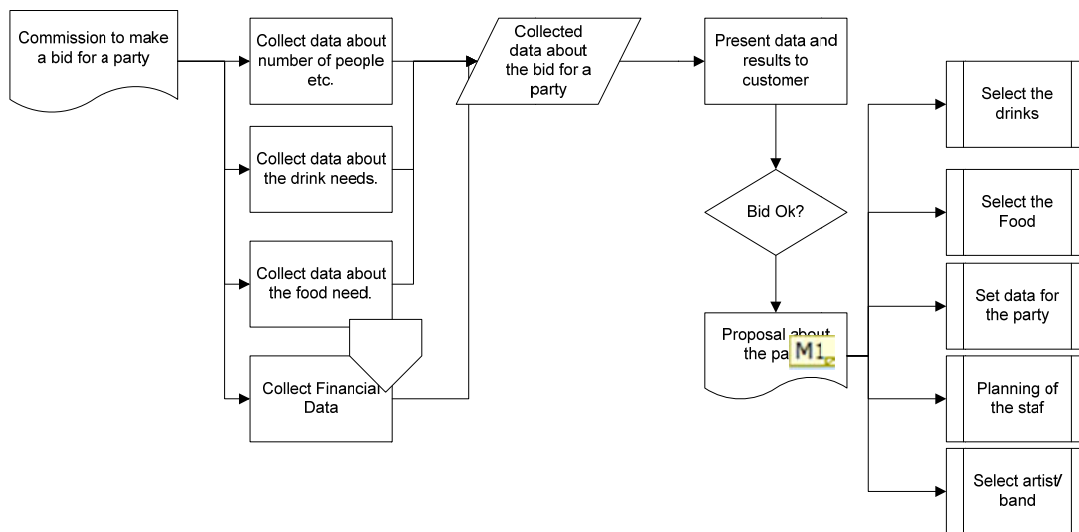 Commission to make
a bid for a party
Collect data about
number of people
etc.
Collect data about
the drink needs.
Collect data about
the food need.
Collect Financial
Data
Collected
data about
the bid for a
party
Present data and
results to
customer
Bid Ok?
Proposal about
the pa
M1
Select the
drinks
Select the
Food
Set data for
the party
Planning of
the staf
Select artist/
band